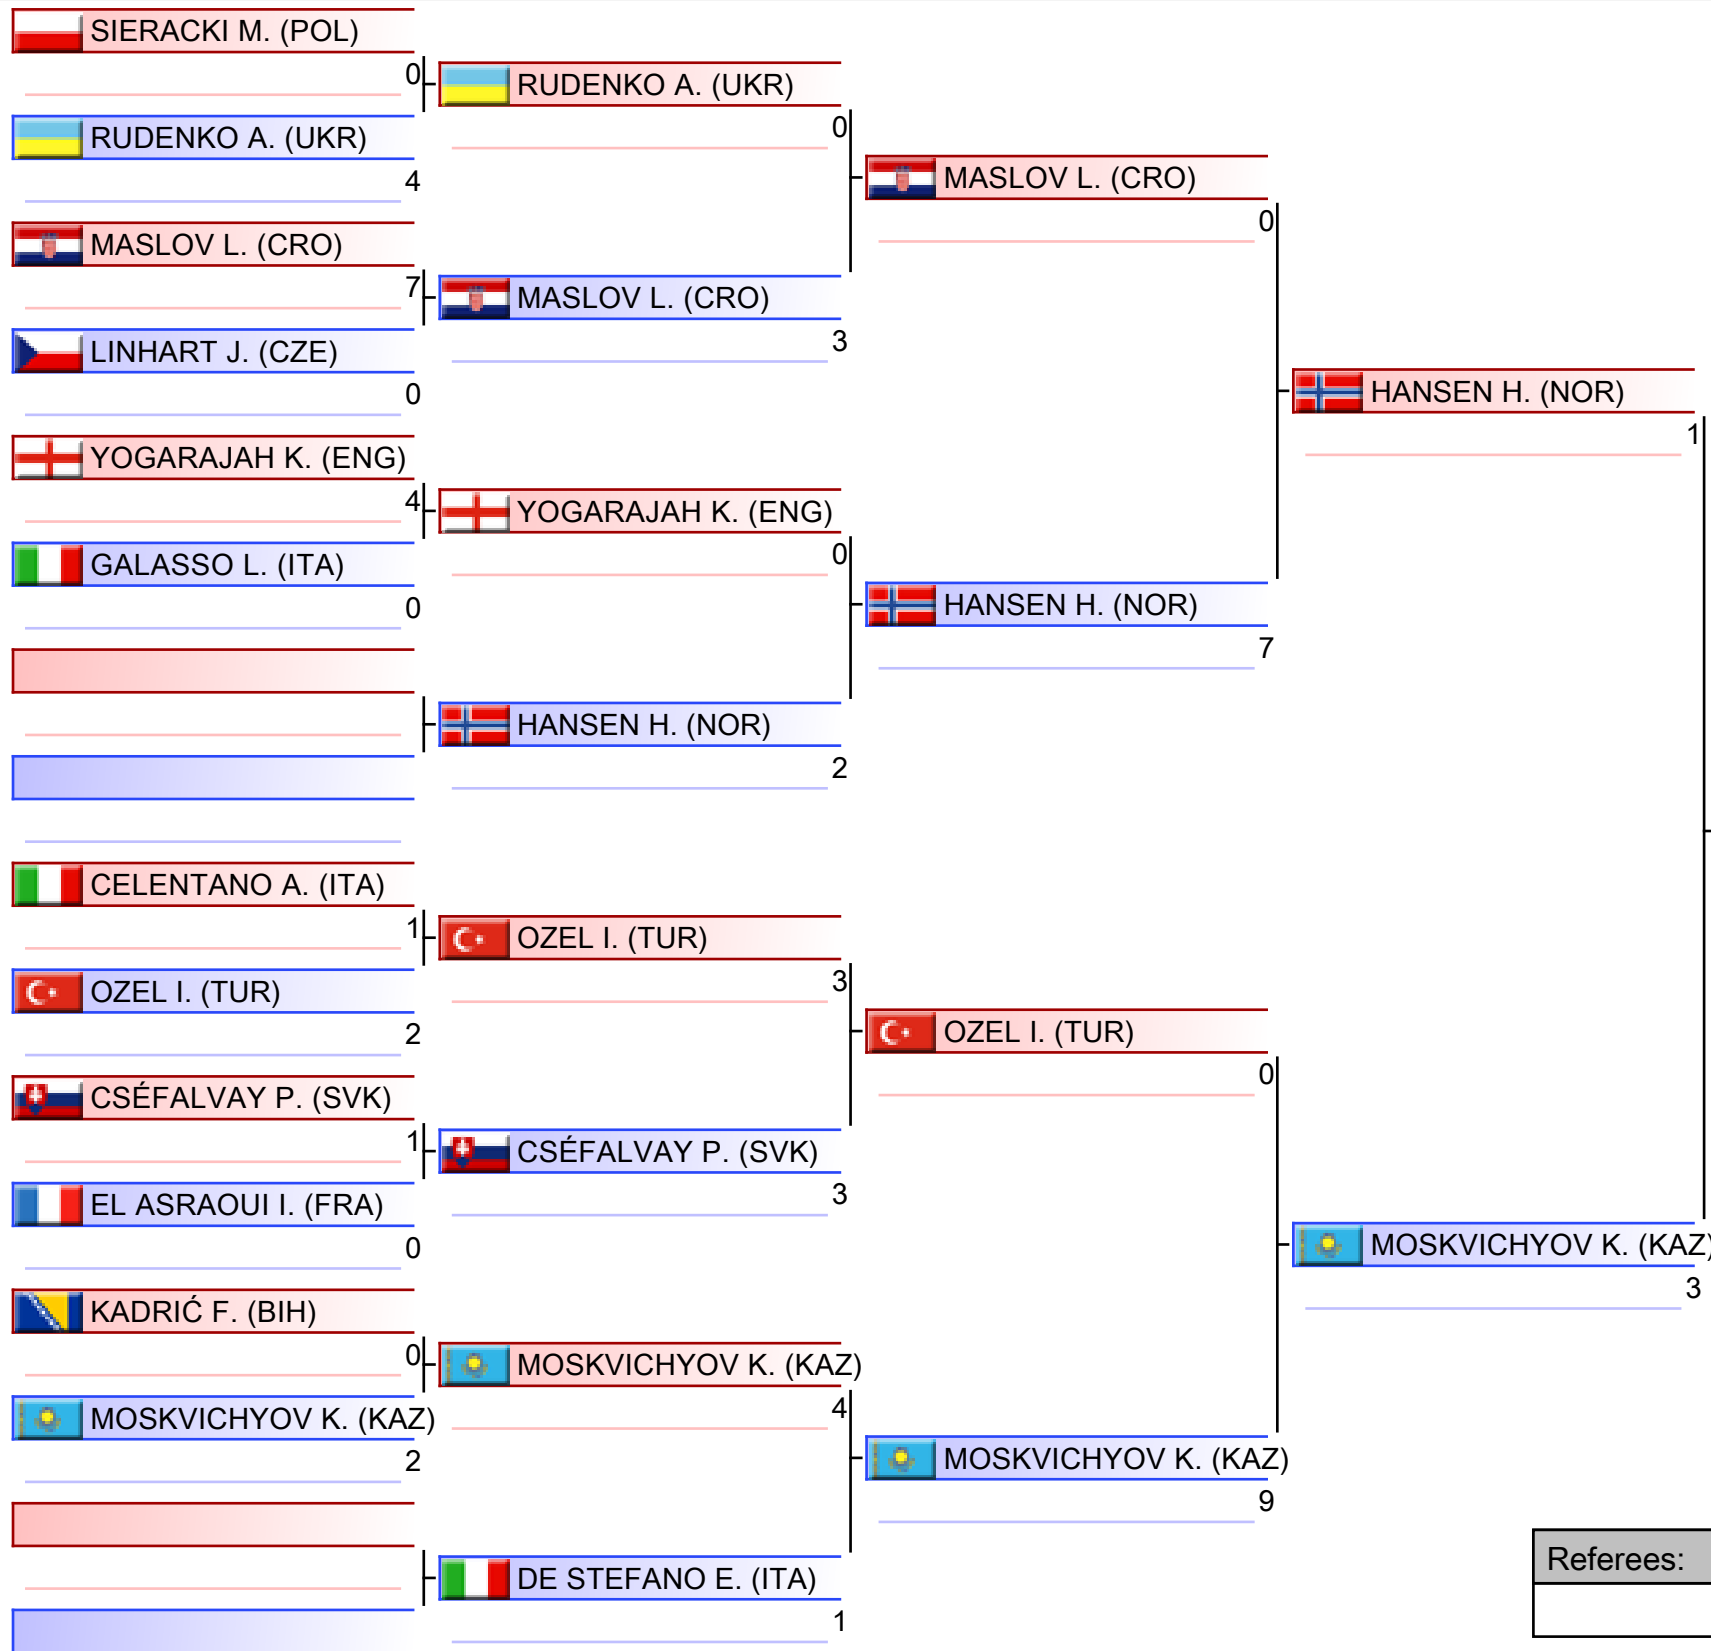 SIERACKI M. (POL)
0
RUDENKO A. (UKR)
4
MASLOV L. (CRO)
7
LINHART J. (CZE)
0
YOGARAJAH K. (ENG)
4
GALASSO L. (ITA)
0
CELENTANO A. (ITA)
1
OZEL I. (TUR)
2
CSÉFALVAY P. (SVK)
1
EL ASRAOUI I. (FRA)
0
KADRIĆ F. (BIH)
0
MOSKVICHYOV K. (KAZ)
2
RUDENKO A. (UKR)
0
MASLOV L. (CRO)
3
YOGARAJAH K. (ENG)
0
HANSEN H. (NOR)
2
OZEL I. (TUR)
3
CSÉFALVAY P. (SVK)
3
MOSKVICHYOV K. (KAZ)
4
DE STEFANO E. (ITA)
1
MASLOV L. (CRO)
0
HANSEN H. (NOR)
7
OZEL I. (TUR)
0
MOSKVICHYOV K. (KAZ)
9
HANSEN H. (NOR)
1
MOSKVICHYOV K. (KAZ)
3
Referees: